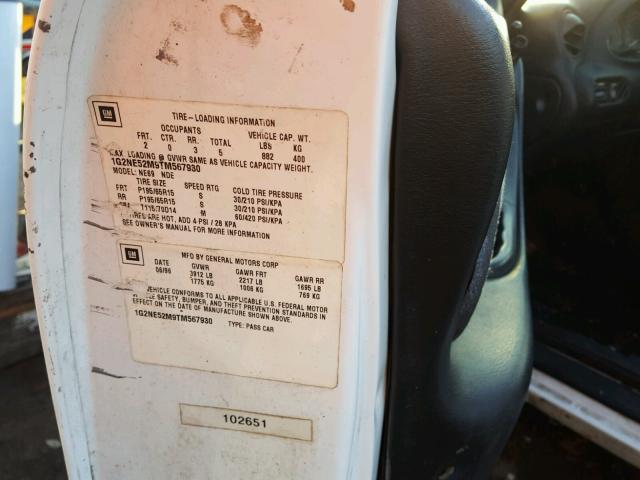 GM
TIRE-LOADING INFORMATION
OCCUPANTS VEHICLE CAP. WT.
FRT. CTR. RR. TOTAL LBS KG
2 0 3 5 882 400
MAX. LOADING @ GVWR SAME AS VEHICLE CAPACITY WEIGHT.
1G2NE52M9TM567930
MODEL: NE69 NDE
TIRE SIZE SPEED RTG COLD TIRE PRESSURE
FRT P195/65R15 S 30/210 PSI/KPA
RR P195/65R15 S 30/210 PSI/KPA
T115/70D14 M 60/420 PSI/KPA
TIRES ARE HOT, ADD 4 PSI / 28 KPA
SEE OWNER'S MANUAL FOR MORE INFORMATION
GM
MFD BY GENERAL MOTORS CORP
DATE GVWR GAWR FRT GAWR RR
06/96 3912 LB 2217 LB 1695 LB
1775 KG 1006 KG 769 KG
VEHICLE CONFORMS TO ALL APPLICABLE U.S. FEDERAL MOTOR
VEHICLE SAFETY, BUMPER, AND THEFT PREVENTION STANDARDS IN
EFFECT ON THE DATE OF MANUFACTURE SHOWN ABOVE.
1G2NE52M9TM567930 TYPE: PASS CAR
102651